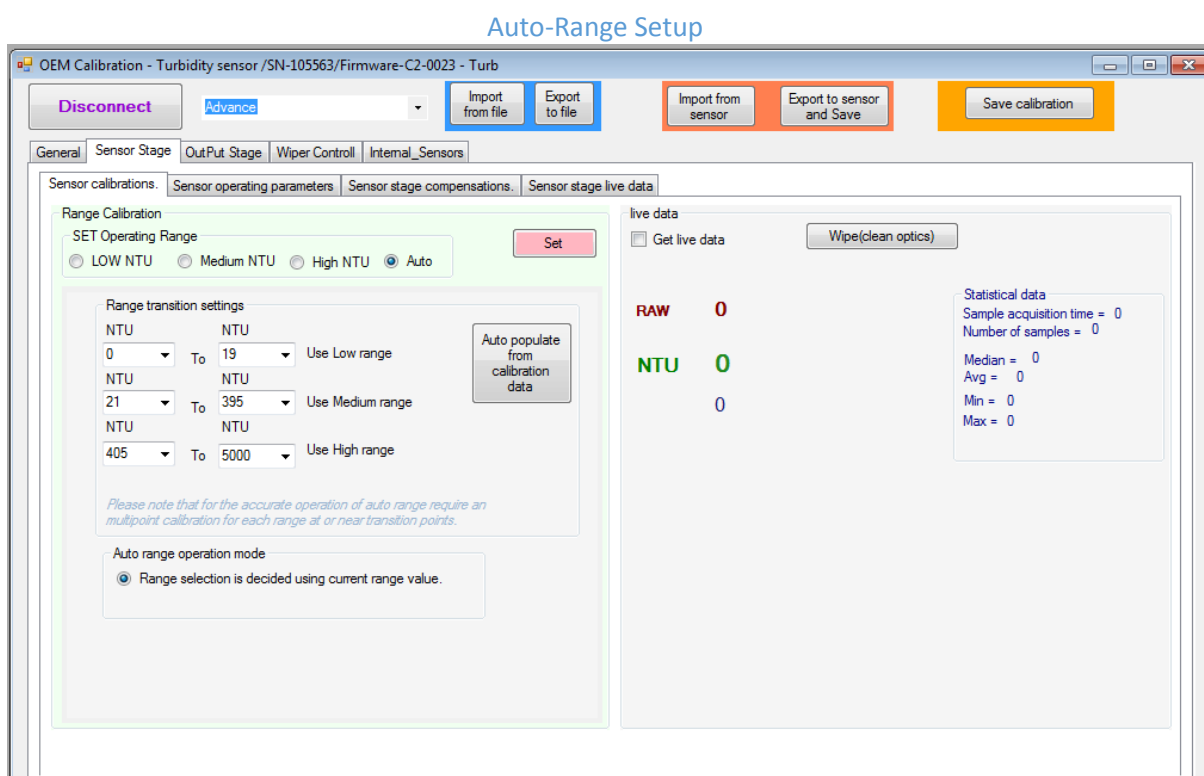 Auto-Range Setup
OEM Calibration - Turbidity sensor /SN-105563/Firmware-C2-0023 - Turb
Disconnect
Advance
Import
from file
Export
to file
Import from
sensor
Export to sensor
and Save
Save calibration
General Sensor Stage OutPut Stage Wiper Controll Internal_Sensors
Sensor calibrations. Sensor operating parameters Sensor stage compensations. Sensor stage live data
Range Calibration
SET Operating Range
LOW NTU Medium NTU High NTU Auto
Set
Range transition settings
NTU NTU
0 To 19 Use Low range
NTU NTU
21 To 395 Use Medium range
NTU NTU
405 To 5000 Use High range
Auto populate
from
calibration
data
Please note that for the accurate operation of auto range require an
multipoint calibration for each range at or near transition points.
Auto range operation mode
Range selection is decided using current range value.
live data
Get live data
Wipe(clean optics)
RAW 0
NTU 0
0
Statistical data
Sample acquisition time = 0
Number of samples = 0
Median = 0
Avg = 0
Min = 0
Max = 0